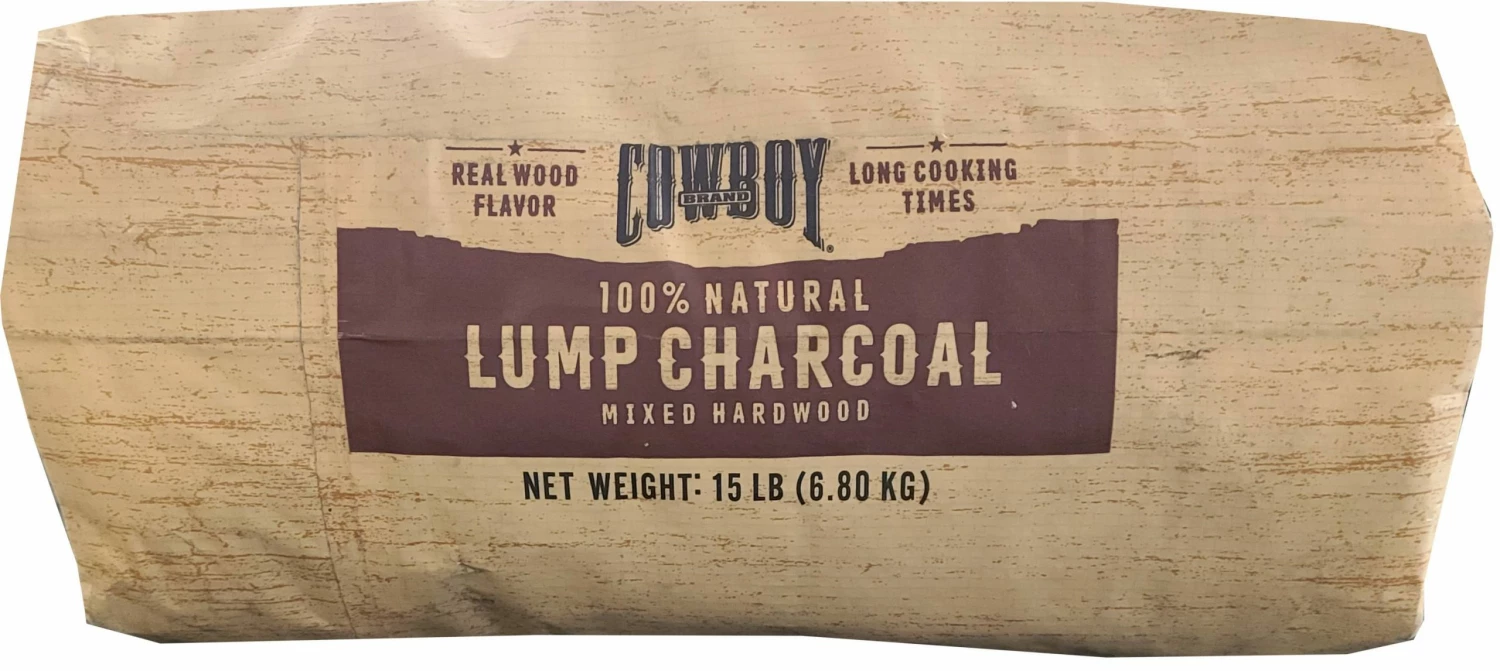 REAL WOOD
FLAVOR
COWBOY
BRAND
®
LONG COOKING
TIMES
100% NATURAL
LUMP CHARCOAL
MIXED HARDWOOD
NET WEIGHT: 15 LB (6.80 KG)